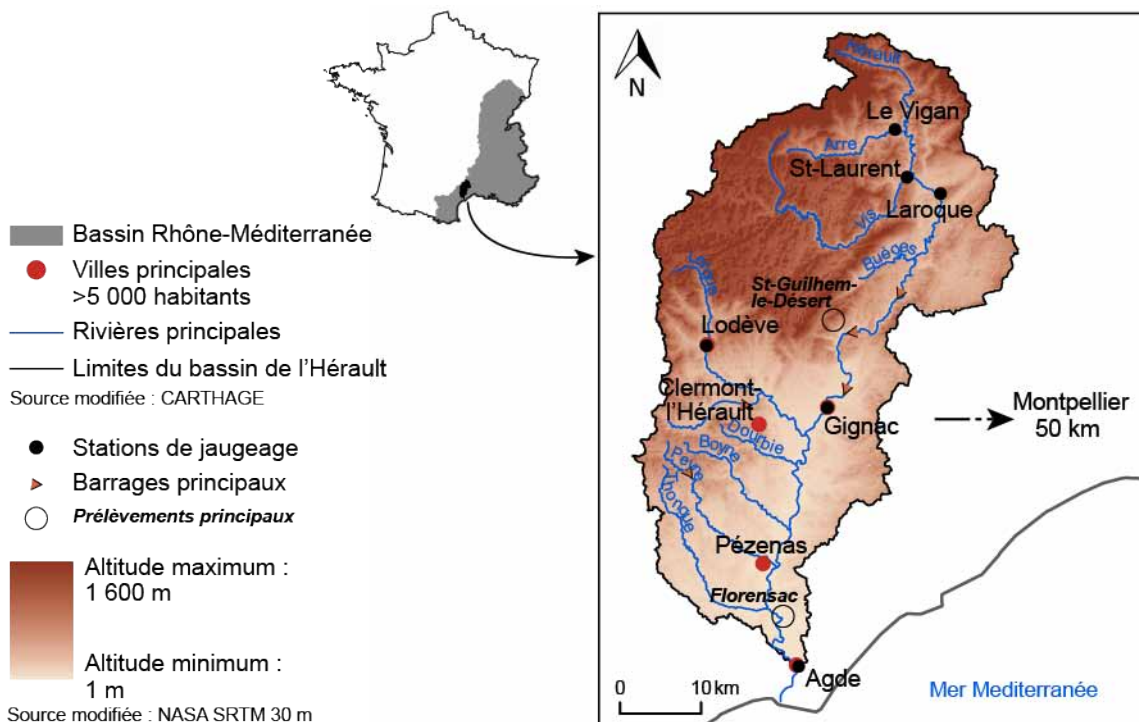 Bassin Rhône-Méditerranée
Villes principales
>5 000 habitants
Rivières principales
Limites du bassin de l'Hérault
Source modifiée : CARTHAGE
Stations de jaugeage
Barrages principaux
Prélèvements principaux
Altitude maximum :
1 600 m
Altitude minimum :
1 m
Source modifiée : NASA SRTM 30 m
N
Hérault
Le Vigan
Arre
St-Laurent
Laroque
Vis
Buèges
St-Guilhem-
le-Désert
Lodève
Clermont-
l'Hérault
Gignac
Dourbie
Boyne
Peyne
Thongue
Montpellier
50 km
Pézenas
Florensac
Agde
0 10 km
Mer Mediterranée